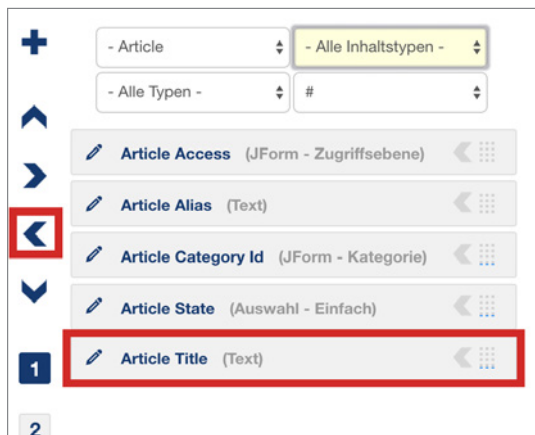 - Article
- Alle Inhaltstypen -
- Alle Typen -
#
Article Access (JForm - Zugriffsebene)
Article Alias (Text)
Article Category Id (JForm - Kategorie)
Article State (Auswahl - Einfach)
1
Article Title (Text)
2